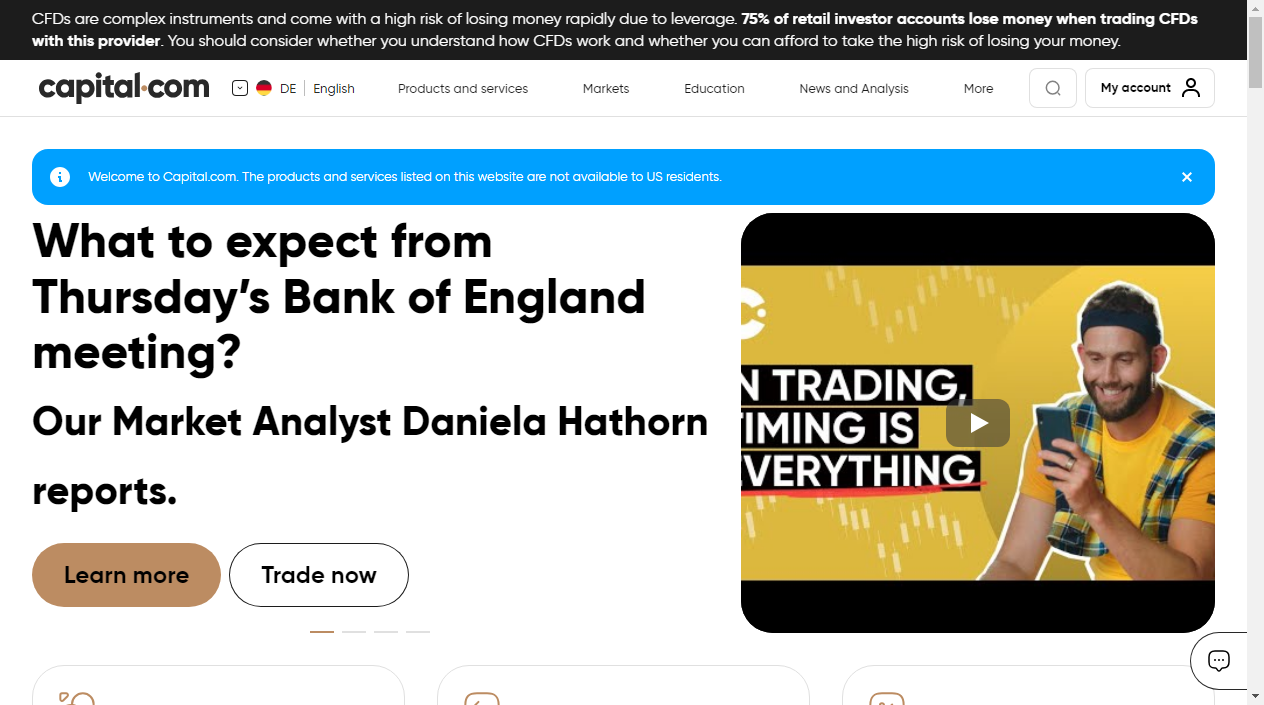 CFDs are complex instruments and come with a high risk of losing money rapidly due to leverage. 75% of retail investor accounts lose money when trading CFDs
with this provider. You should consider whether you understand how CFDs work and whether you can afford to take the high risk of losing your money.
capital.com
DE English
Products and services
Markets
Education
News and Analysis
More
My account
Welcome to Capital.com. The products and services listed on this website are not available to US residents.
What to expect from
Thursday’s Bank of England
meeting?
Our Market Analyst Daniela Hathorn
reports.
Learn more
Trade now
N TRADING,
TIMING IS
EVERYTHING